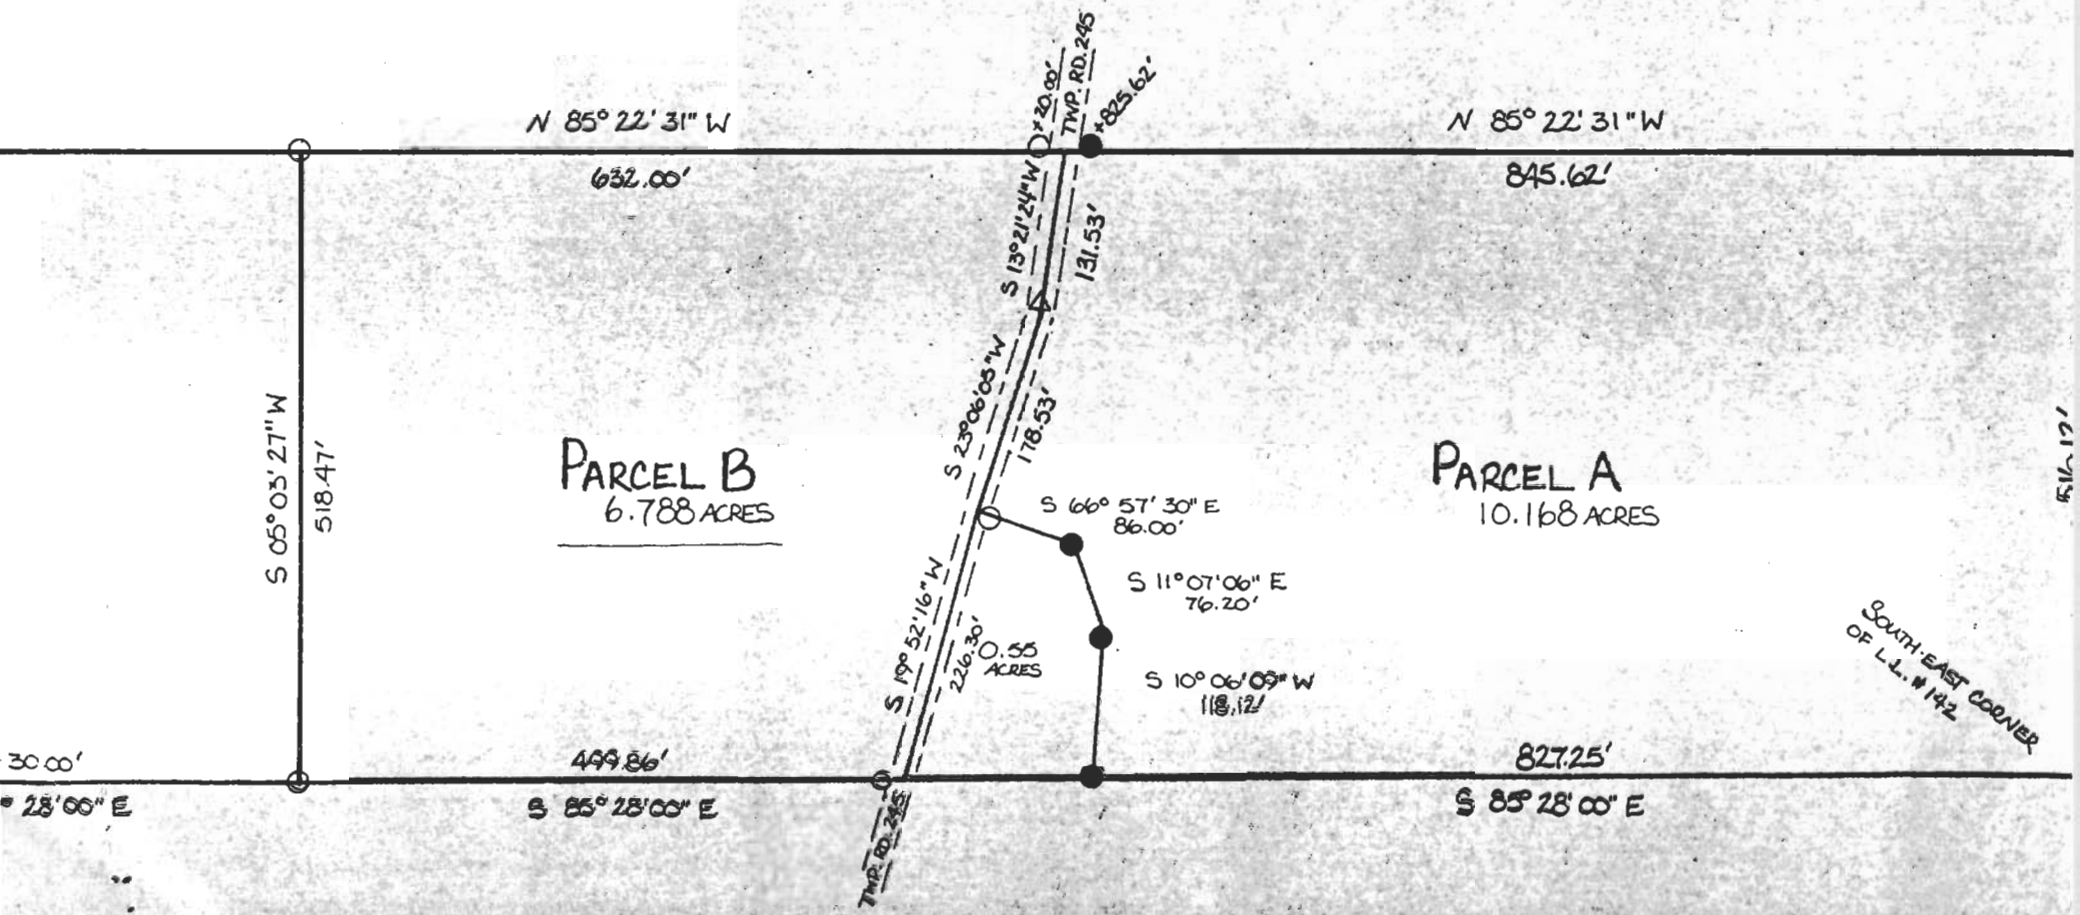 TWP. RD. 245
+20.00'
+825.62'
N 85° 22' 31" W
632.00'
N 85° 22' 31" W
845.62'
S 13° 21' 24" W
131.53'
S 23° 06' 05" W
178.53'
S 05° 03' 27" W
518.47'
PARCEL B
6.788 ACRES
PARCEL A
10.168 ACRES
S 66° 57' 30" E
86.00'
S 11° 07' 06" E
76.20'
S 19° 52' 16" W
226.30'
0.55
ACRES
S 10° 06' 09" W
118.12'
SOUTH-EAST CORNER
OF L.L. # 142
30.00'
° 28' 00" E
499.86'
S 85° 28' 00" E
827.25'
S 85° 28' 00" E
TWP. RD. 245